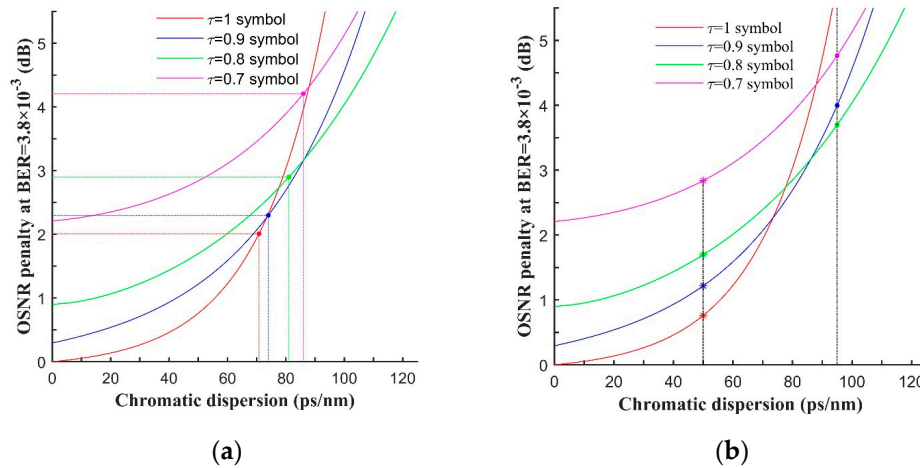 OSNR penalty at BER=3.8×10⁻³ (dB)
5
4
3
2
1
0
τ=1 symbol
τ=0.9 symbol
τ=0.8 symbol
τ=0.7 symbol
0 20 40 60 80 100 120
Chromatic dispersion (ps/nm)
(a)
OSNR penalty at BER=3.8×10⁻³ (dB)
5
4
3
2
1
0
τ=1 symbol
τ=0.9 symbol
τ=0.8 symbol
τ=0.7 symbol
0 20 40 60 80 100 120
Chromatic dispersion (ps/nm)
(b)